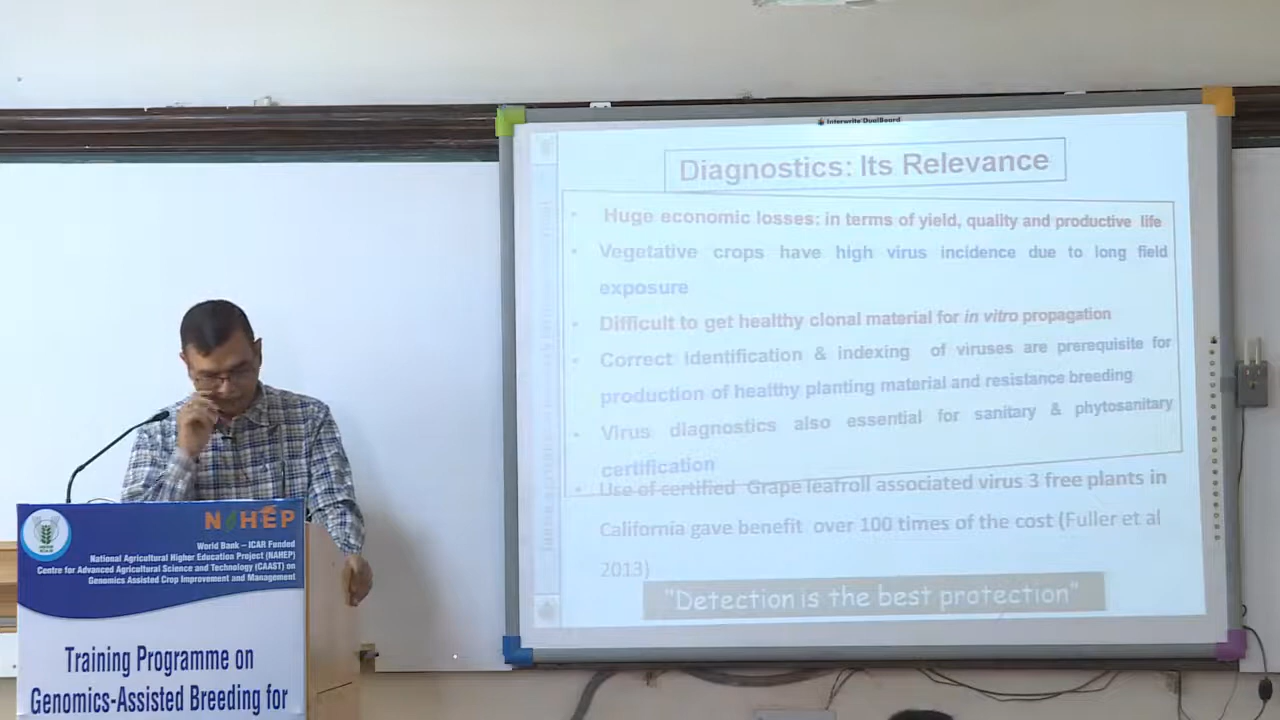 Interwrite DualBoard
Diagnostics: Its Relevance
• Huge economic losses: in terms of yield, quality and productive life
• Vegetative crops have high virus incidence due to long field
exposure
• Difficult to get healthy clonal material for in vitro propagation
• Correct identification & indexing of viruses are prerequisite for
production of healthy planting material and resistance breeding
• Virus diagnostics also essential for sanitary & phytosanitary
certification
• Use of certified Grape leafroll associated virus 3 free plants in
California gave benefit over 100 times of the cost (Fuller et al
2013)
"Detection is the best protection"
NAHEP
World Bank – ICAR Funded
National Agricultural Higher Education Project (NAHEP)
Centre for Advanced Agricultural Science and Technology (CAAST) on
Genomics Assisted Crop Improvement and Management
Training Programme on
Genomics-Assisted Breeding for